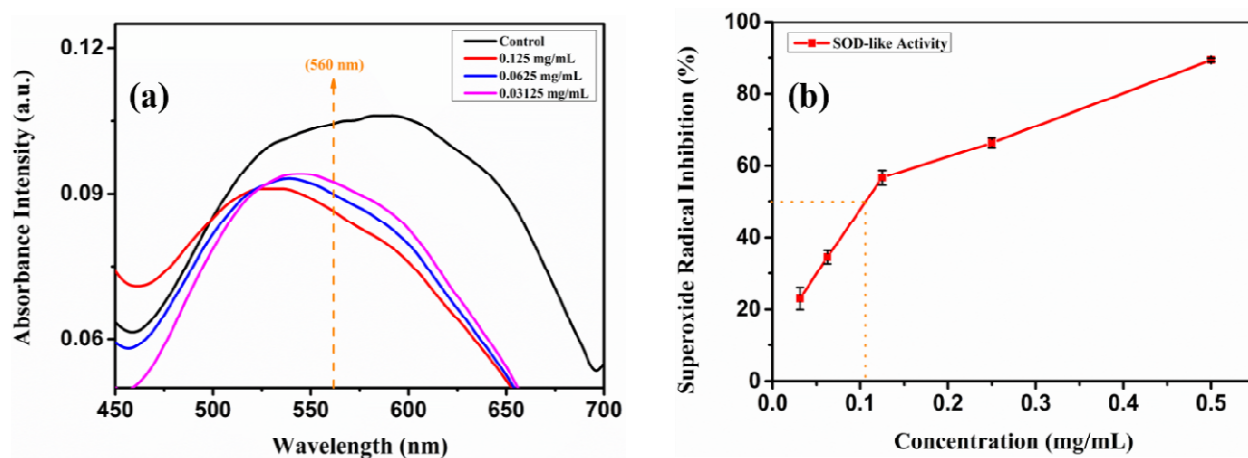 (a)
Control
0.125 mg/mL
0.0625 mg/mL
0.03125 mg/mL
(560 nm)
Absorbance Intensity (a.u.)
0.12
0.09
0.06
450 500 550 600 650 700
Wavelength (nm)
(b)
SOD-like Activity
Superoxide Radical Inhibition (%)
100
80
60
40
20
0
0.0 0.1 0.2 0.3 0.4 0.5
Concentration (mg/mL)